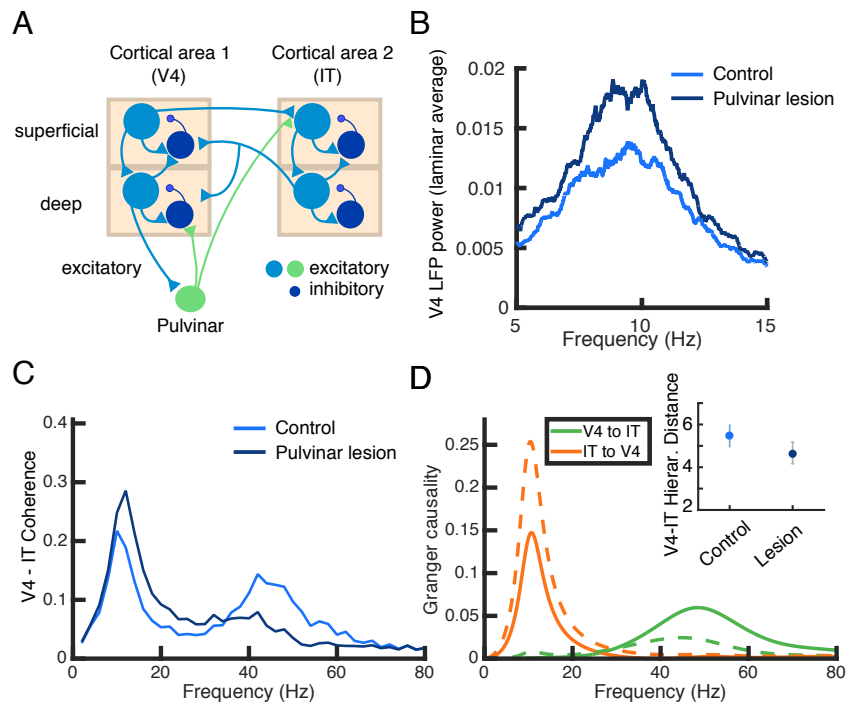 A
Cortical area 1
(V4)
Cortical area 2
(IT)
superficial
deep
excitatory
excitatory
inhibitory
Pulvinar
B
Control
Pulvinar lesion
V4 LFP power (laminar average)
0.02
0.015
0.01
0.005
0
5
10
15
Frequency (Hz)
C
Control
Pulvinar lesion
V4 - IT Coherence
0.4
0.3
0.2
0.1
0
0
20
40
60
80
Frequency (Hz)
D
V4 to IT
IT to V4
Granger causality
0.25
0.2
0.15
0.1
0.05
0
0
20
40
60
80
Frequency (Hz)
V4-IT Hierar. Distance
6
4
2
Control
Lesion